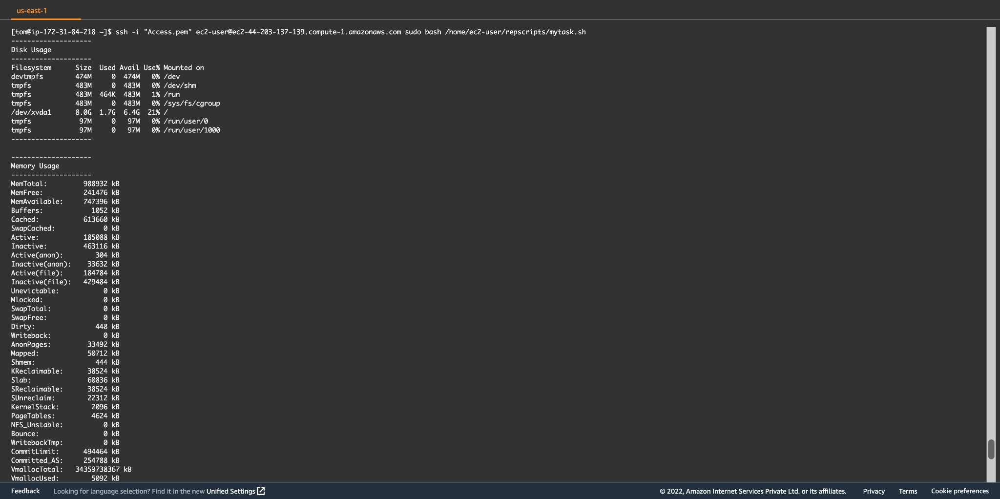 us-east-1
[tom@ip-172-31-84-218 ~]$ ssh -i "Access.pem" ec2-user@ec2-44-203-137-139.compute-1.amazonaws.com sudo bash /home/ec2-user/repscripts/mytask.sh
--------------------
Disk Usage
--------------------
Filesystem      Size  Used Avail Use% Mounted on
devtmpfs        474M     0  474M   0% /dev
tmpfs           483M     0  483M   0% /dev/shm
tmpfs           483M  464K  483M   1% /run
tmpfs           483M     0  483M   0% /sys/fs/cgroup
/dev/xvda1      8.0G  1.7G  6.4G  21% /
tmpfs            97M     0   97M   0% /run/user/0
tmpfs            97M     0   97M   0% /run/user/1000
--------------------
--------------------
Memory Usage
--------------------
MemTotal:         988932 kB
MemFree:          241476 kB
MemAvailable:     747396 kB
Buffers:            1052 kB
Cached:           613660 kB
SwapCached:            0 kB
Active:           185088 kB
Inactive:         463116 kB
Active(anon):        304 kB
Inactive(anon):    33632 kB
Active(file):     184784 kB
Inactive(file):   429484 kB
Unevictable:           0 kB
Mlocked:               0 kB
SwapTotal:             0 kB
SwapFree:              0 kB
Dirty:               448 kB
Writeback:             0 kB
AnonPages:         33492 kB
Mapped:            50712 kB
Shmem:               444 kB
KReclaimable:      38524 kB
Slab:              60836 kB
SReclaimable:      38524 kB
SUnreclaim:        22312 kB
KernelStack:        2096 kB
PageTables:         4624 kB
NFS_Unstable:          0 kB
Bounce:                0 kB
WritebackTmp:          0 kB
CommitLimit:      494464 kB
Committed_AS:     254788 kB
VmallocTotal:   34359738367 kB
VmallocUsed:        5092 kB
Feedback Looking for language selection? Find it in the new Unified Settings © 2022, Amazon Internet Services Private Ltd. or its affiliates. Privacy Terms Cookie preferences